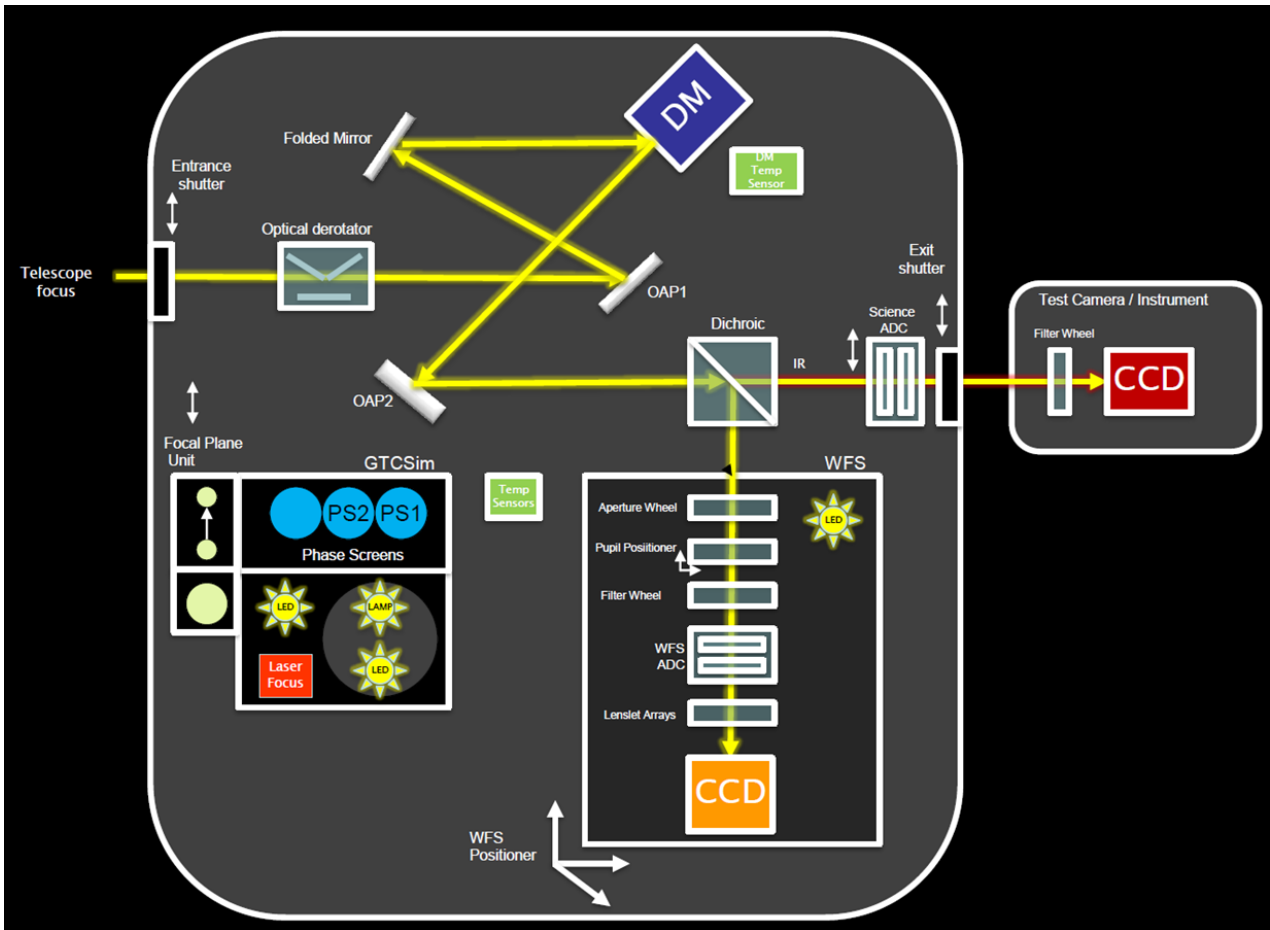 DM
Folded Mirror
DM
Temp
Sensor
Entrance
shutter
Optical derotator
Telescope
focus
OAP1
Exit
shutter
Dichroic
Science
ADC
Test Camera / Instrument
Filter Wheel
IR
CCD
OAP2
Focal Plane
Unit
GTCSim
PS2
PS1
Phase Screens
LED
LAMP
LED
Laser
Focus
Temp
Sensors
WFS
Aperture Wheel
LED
Pupil Positioner
Filter Wheel
WFS
ADC
Lenslet Arrays
CCD
WFS
Positioner